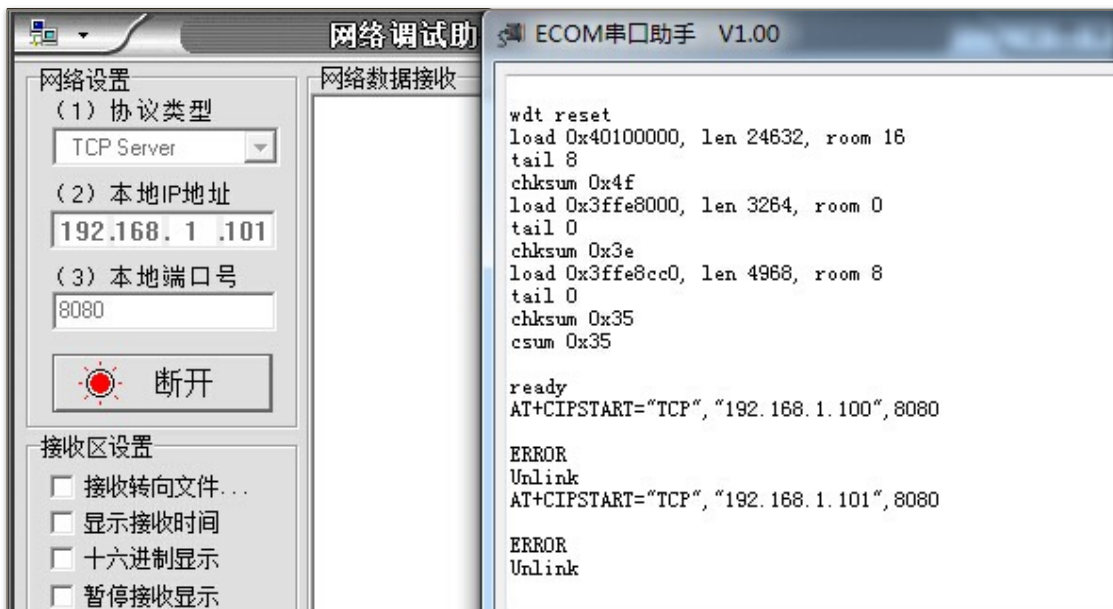 网络调试助
网络设置
（1）协议类型
TCP Server
（2）本地IP地址
192.168. 1 .101
（3）本地端口号
8080
断开
接收区设置
接收转向文件...
显示接收时间
十六进制显示
暂停接收显示
网络数据接收
ECOM串口助手 V1.00
wdt reset
load 0x40100000, len 24632, room 16
tail 8
chksum 0x4f
load 0x3ffe8000, len 3264, room 0
tail 0
chksum 0x3e
load 0x3ffe8cc0, len 4968, room 8
tail 0
chksum 0x35
csum 0x35
ready
AT+CIPSTART="TCP","192.168.1.100",8080
ERROR
Unlink
AT+CIPSTART="TCP","192.168.1.101",8080
ERROR
Unlink